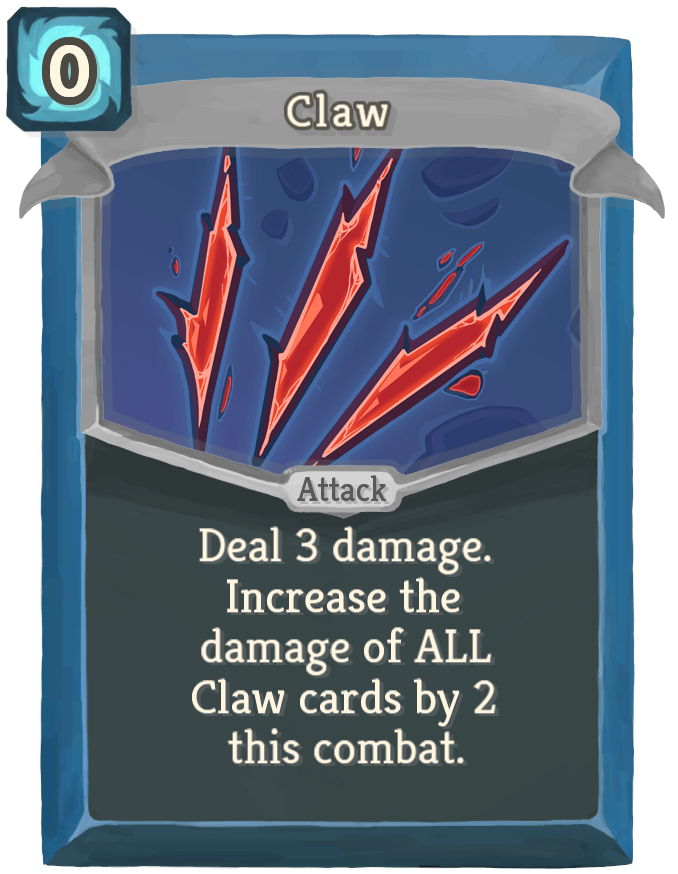 0
Claw
Attack
Deal 3 damage.
Increase the
damage of ALL
Claw cards by 2
this combat.